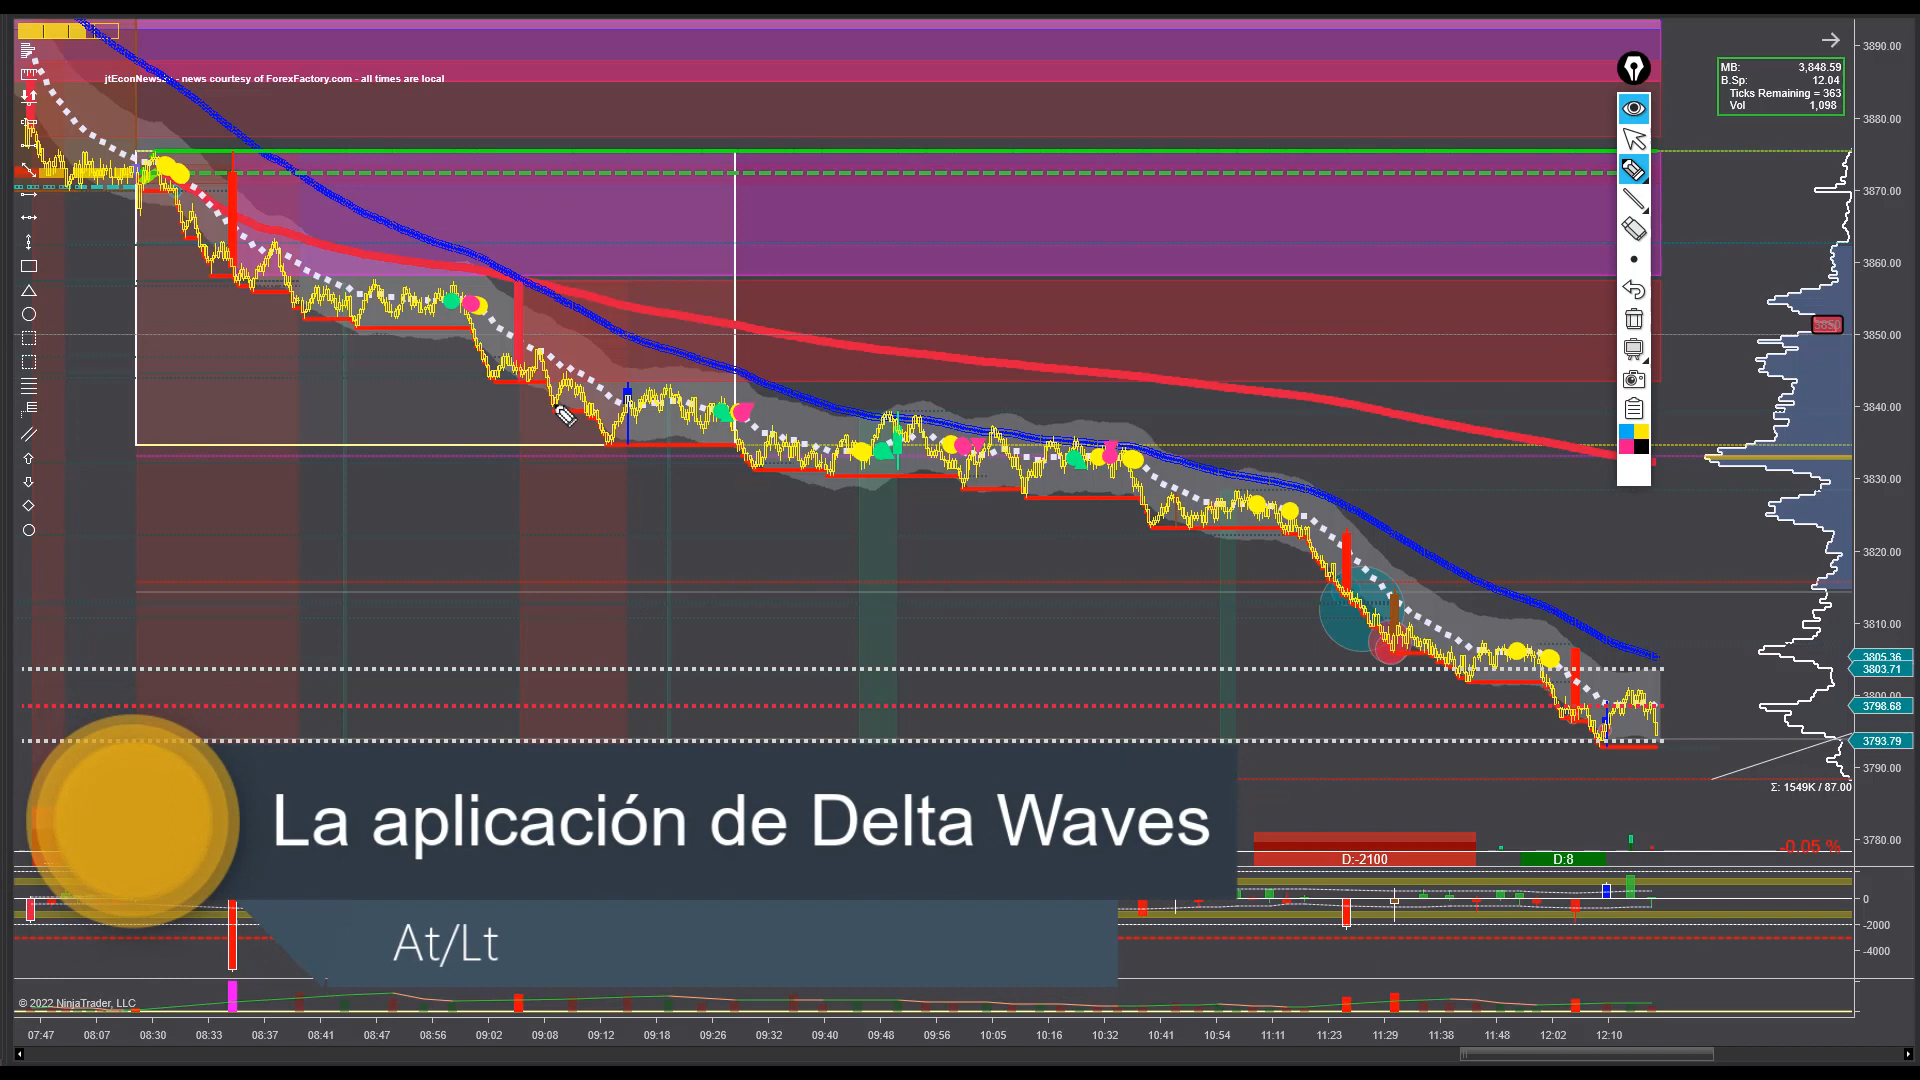 jtEconNews - news courtesy of ForexFactory.com - all times are local
3890.00
MB: 3,848.59
B.Sp: 12.04
Ticks Remaining = 363
Vol 1,098
3880.00
3870.00
3860.00
3850
3850.00
3840.00
3830.00
3820.00
3810.00
3805.36
3803.71
3800.00
3798.68
3793.79
3790.00
Σ: 1549K / 87.00
3780.00
-0.05 %
La aplicación de Delta Waves
D:-2100
D:8
At/Lt
0
-2000
-4000
© 2022 NinjaTrader, LLC
07:47 08:07 08:30 08:33 08:37 08:41 08:47 08:56 09:02 09:08 09:12 09:18 09:26 09:32 09:40 09:48 09:56 10:05 10:16 10:32 10:41 10:54 11:11 11:23 11:29 11:38 11:48 12:02 12:10